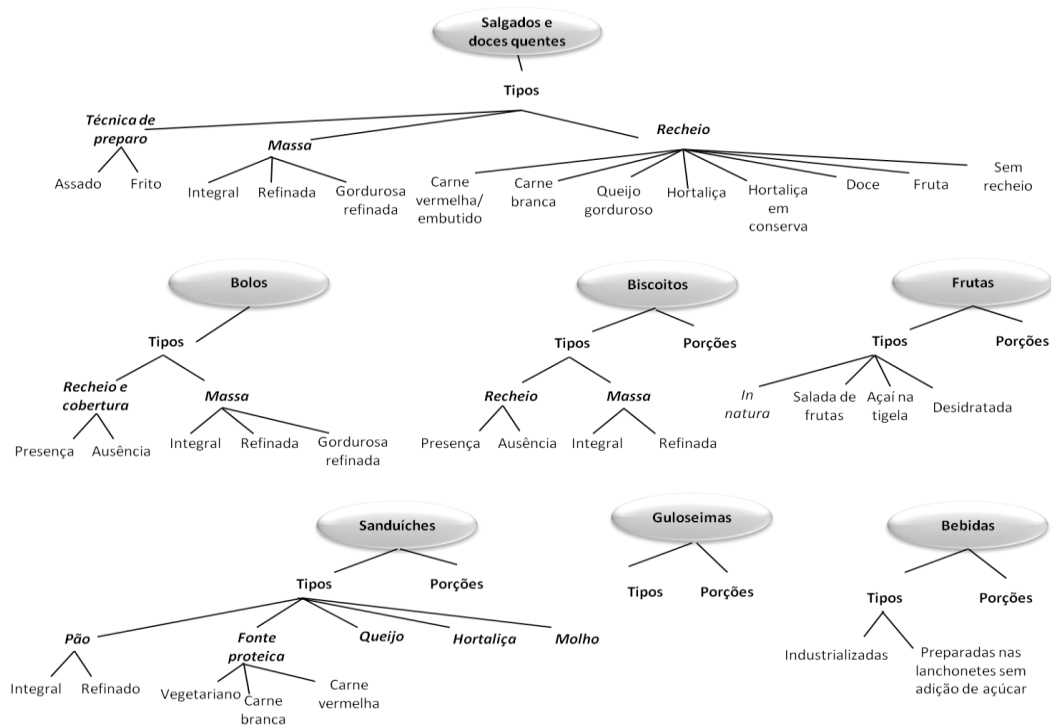 Salgados e
doces quentes
Tipos
Técnica de
preparo
Massa
Recheio
Assado
Frito
Integral
Refinada
Gordurosa
refinada
Carne
vermelha/
embutido
Carne
branca
Queijo
gorduroso
Hortaliça
Hortaliça
em
conserva
Doce
Fruta
Sem
recheio
Bolos
Tipos
Recheio e
cobertura
Massa
Presença
Ausência
Integral
Refinada
Gordurosa
refinada
Biscoitos
Tipos
Porções
Recheio
Massa
Presença
Ausência
Integral
Refinada
Frutas
Tipos
Porções
In
natura
Salada de
frutas
Açaí na
tigela
Desidratada
Sanduíches
Tipos
Porções
Pão
Fonte
proteica
Queijo
Hortaliça
Molho
Integral
Refinado
Vegetariano
Carne
branca
Carne
vermelha
Guloseimas
Tipos
Porções
Bebidas
Tipos
Porções
Industrializadas
Preparadas nas
lanchonetes sem
adição de açúcar